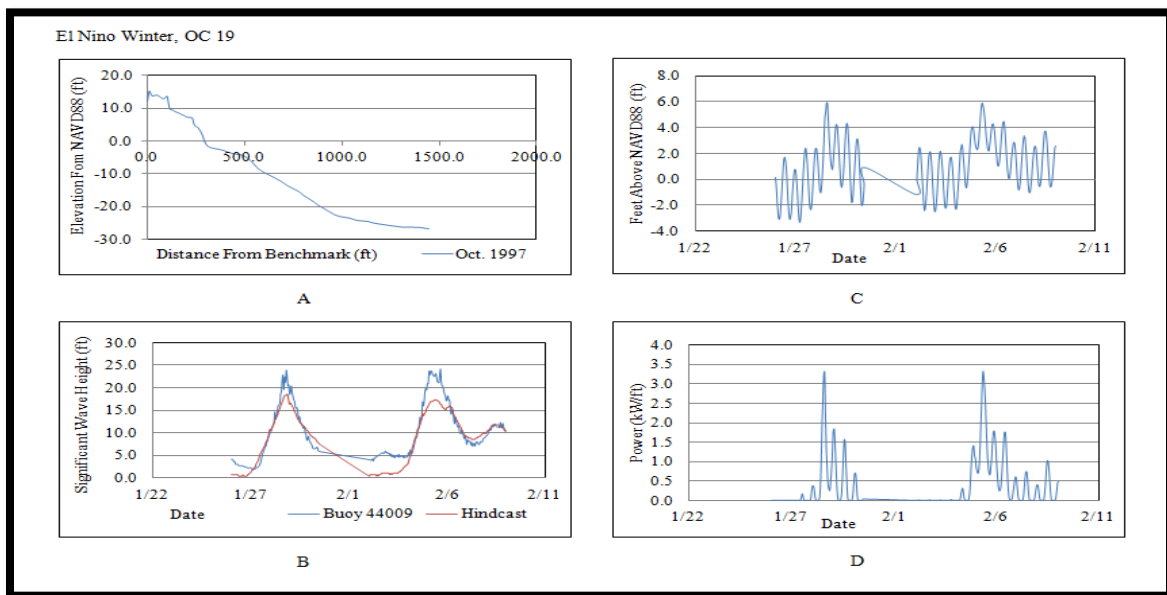 El Nino Winter, OC 19
Elevation From NAVD88 (ft)
20.0
10.0
0.0
-10.0
-20.0
-30.0
0.0 500.0 1000.0 1500.0 2000.0
Distance From Benchmark (ft) Oct. 1997
A
Feet Above NAVD88 (ft)
8.0
6.0
4.0
2.0
0.0
-2.0
-4.0
1/22 1/27 2/1 2/6 2/11
Date
C
Significant Wave Height (ft)
30.0
25.0
20.0
15.0
10.0
5.0
0.0
1/22 1/27 2/1 2/6 2/11
Date Buoy 44009 Hindcast
B
Power (kW/ft)
4.0
3.5
3.0
2.5
2.0
1.5
1.0
0.5
0.0
1/22 1/27 2/1 2/6 2/11
Date
D